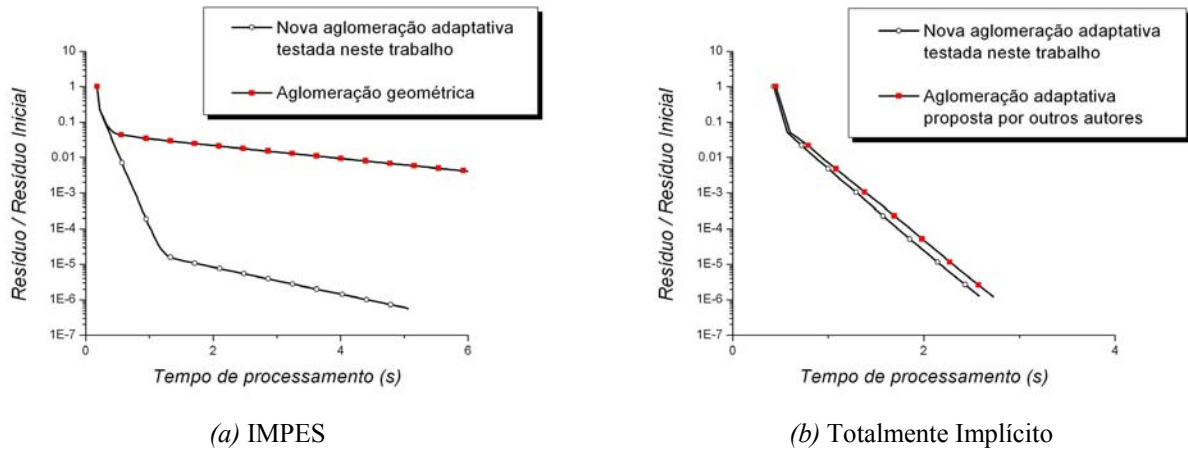 Nova aglomeração adaptativa
testada neste trabalho
Aglomeração geométrica
10
1
0.1
0.01
1E-3
1E-4
1E-5
1E-6
1E-7
Resíduo / Resíduo Inicial
0 2 4 6
Tempo de processamento (s)
(a) IMPES
Nova aglomeração adaptativa
testada neste trabalho
Aglomeração adaptativa
proposta por outros autores
10
1
0.1
0.01
1E-3
1E-4
1E-5
1E-6
1E-7
Resíduo / Resíduo Inicial
0 2 4
Tempo de processamento (s)
(b) Totalmente Implícito